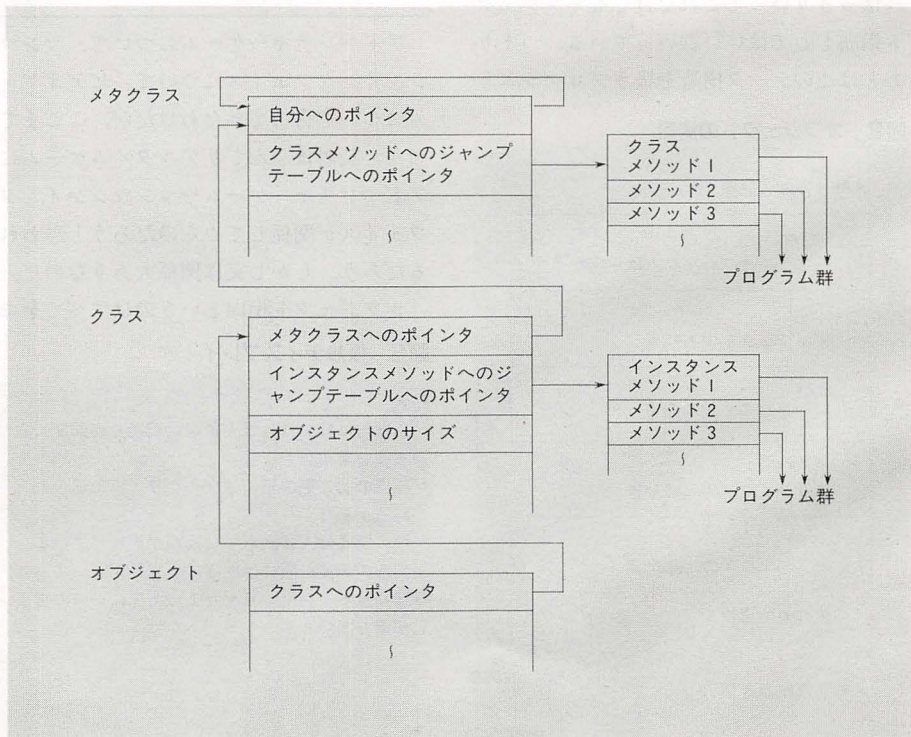 メタクラス
自分へのポインタ
クラスメソッドへのジャンプ
テーブルへのポインタ
〜
クラス
メソッド1
メソッド2
メソッド3
〜
プログラム群
クラス
メタクラスへのポインタ
インスタンスメソッドへのジ
ャンプテーブルへのポインタ
オブジェクトのサイズ
〜
インスタンス
メソッド1
メソッド2
メソッド3
〜
プログラム群
オブジェクト
クラスへのポインタ
〜